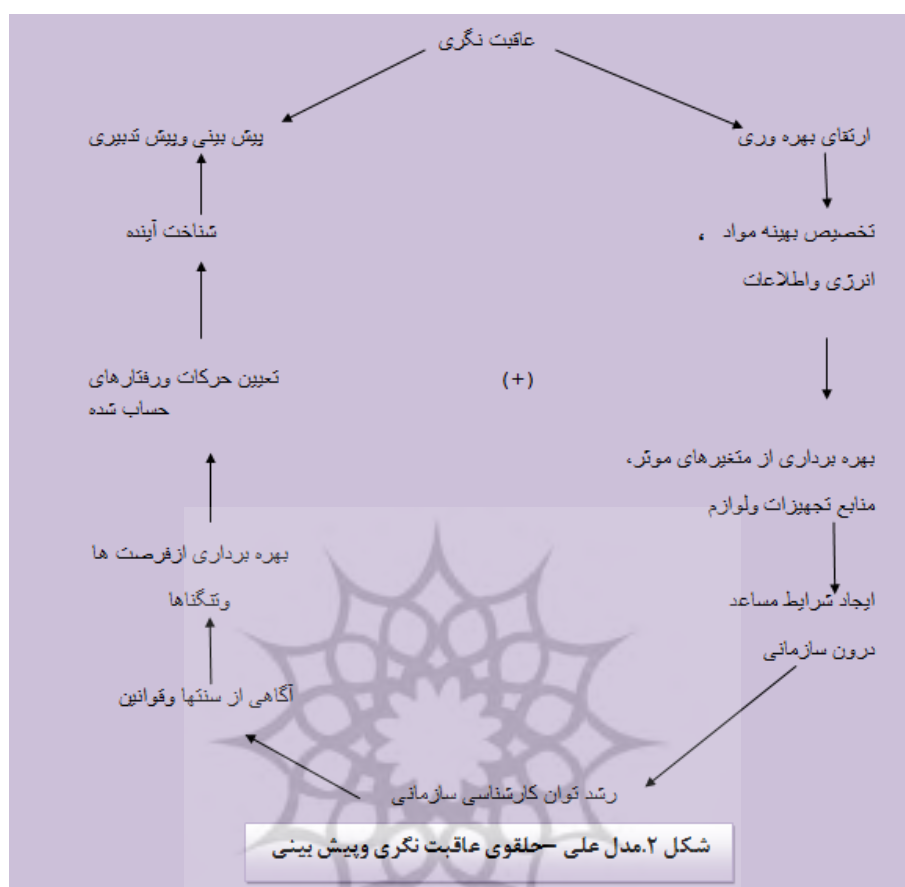 عاقبت نگری
ارتقای بهره وری
پیش بینی وپیش تدبیری
تخصیص بهینه مواد ،
انرژی واطلاعات
شناخت آینده
(+)
تعیین حرکات ورفتارهای
حساب شده
بهره برداری از متغیرهای موثر،
منابع تجهیزات ولوازم
بهره برداری ازفرصت ها
وتنگناها
ایجاد شرایط مساعد
درون سازمانی
آگاهی از سنتها وقوانین
رشد توان کارشناسی سازمانی
شکل ۲.مدل علی –حلقوی عاقبت نگری وپیش بینی